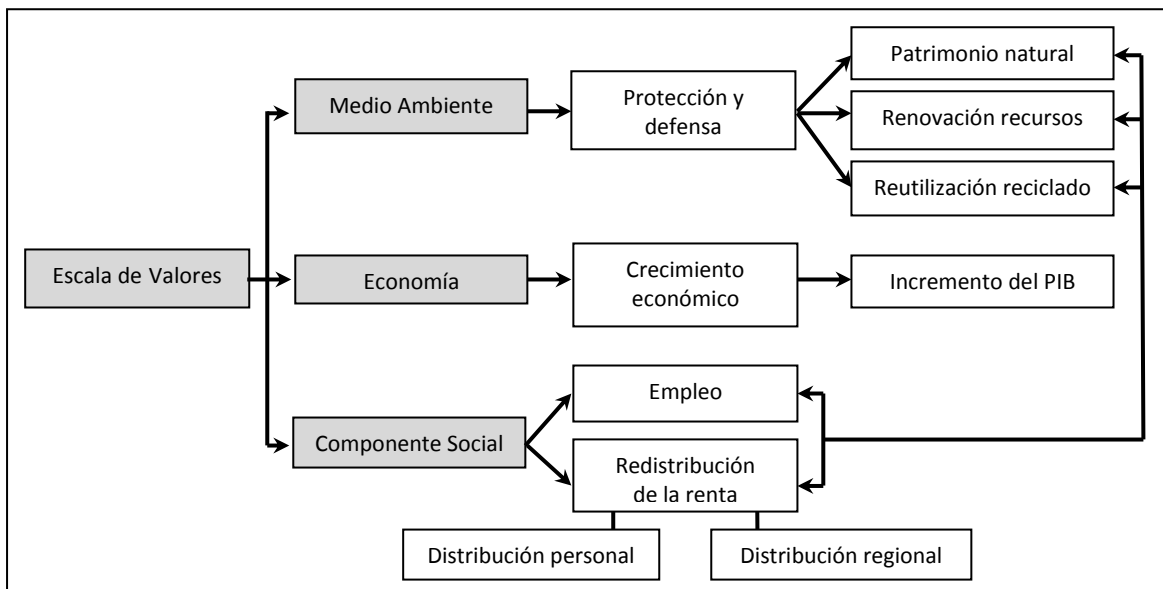 Patrimonio natural
Medio Ambiente
Protección y
defensa
Renovación recursos
Reutilización reciclado
Escala de Valores
Economía
Crecimiento
económico
Incremento del PIB
Empleo
Componente Social
Redistribución
de la renta
Distribución personal
Distribución regional